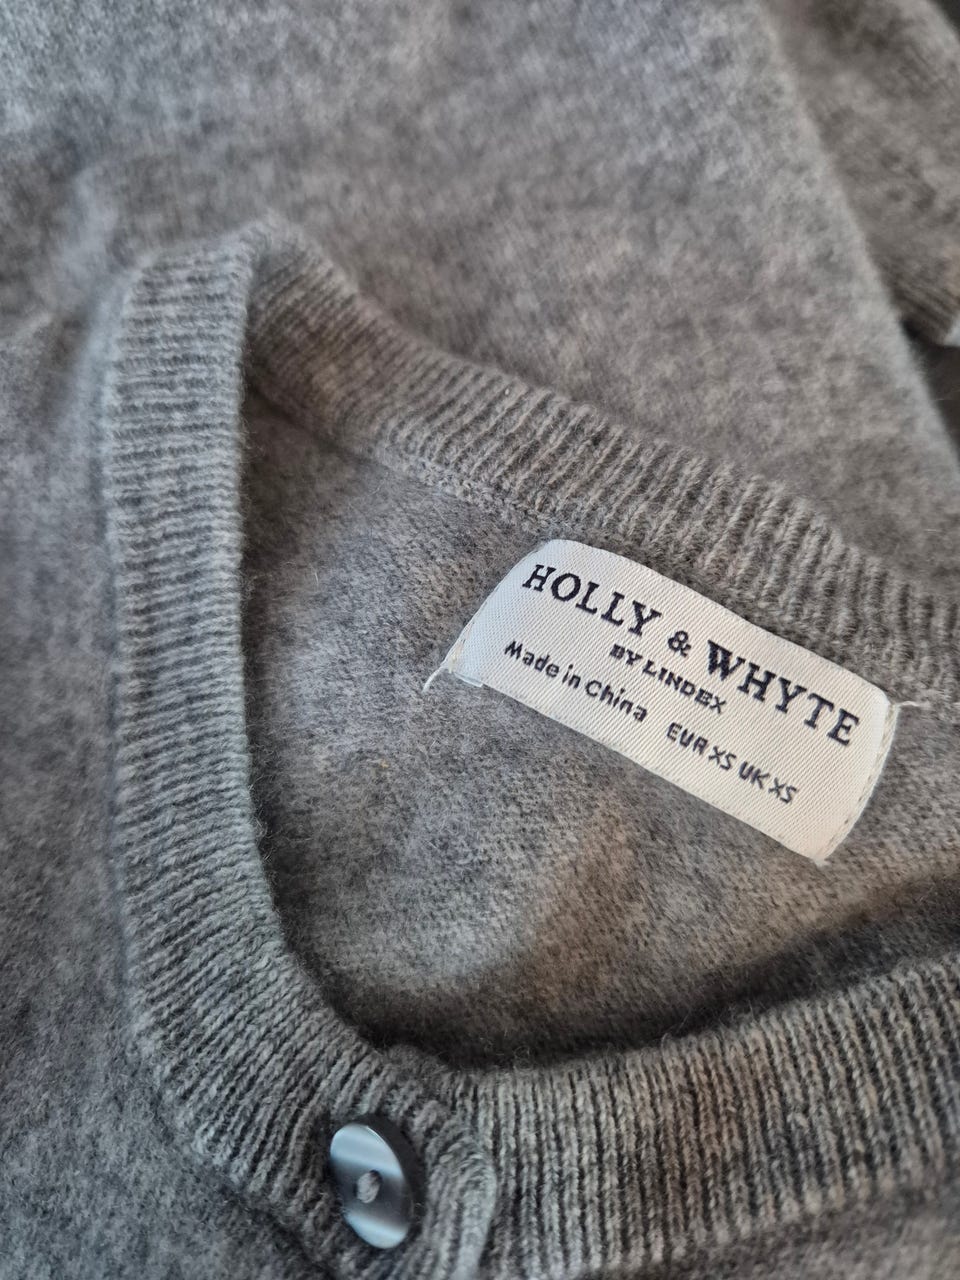 HOLLY & WHYTE
BY LINDEX
Made in China EUR XS UK XS